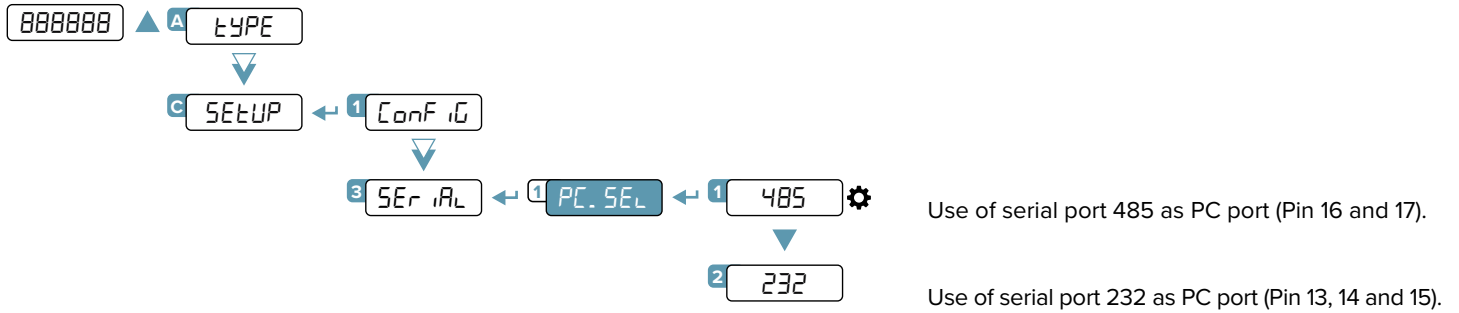 888888 A tYPE
C SEtUP 1 ConFiG
3 SEriAL 1 PC.SEL 1 485 Use of serial port 485 as PC port (Pin 16 and 17).
2 232 Use of serial port 232 as PC port (Pin 13, 14 and 15).